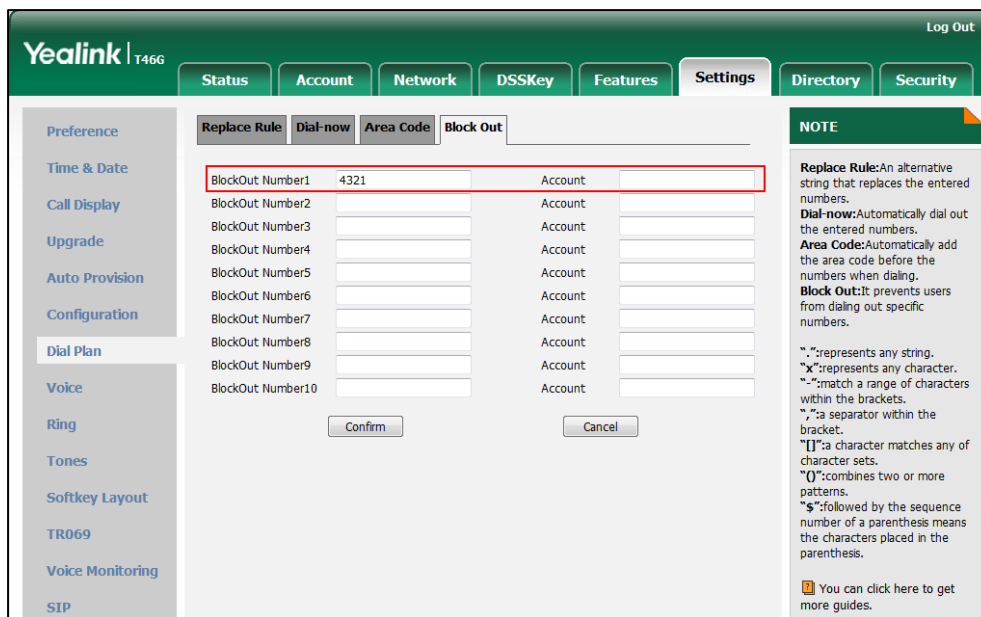 Log Out
Yealink T46G
Status Account Network DSSKey Features Settings Directory Security
Preference
Time & Date
Call Display
Upgrade
Auto Provision
Configuration
Dial Plan
Voice
Ring
Tones
Softkey Layout
TR069
Voice Monitoring
SIP
Replace Rule Dial-now Area Code Block Out
BlockOut Number1 4321 Account
BlockOut Number2 Account
BlockOut Number3 Account
BlockOut Number4 Account
BlockOut Number5 Account
BlockOut Number6 Account
BlockOut Number7 Account
BlockOut Number8 Account
BlockOut Number9 Account
BlockOut Number10 Account
Confirm Cancel
NOTE
Replace Rule:An alternative
string that replaces the entered
numbers.
Dial-now:Automatically dial out
the entered numbers.
Area Code:Automatically add
the area code before the
numbers when dialing.
Block Out:It prevents users
from dialing out specific
numbers.
".":represents any string.
"x":represents any character.
"-":match a range of characters
within the brackets.
",":a separator within the
bracket.
"[]":a character matches any of
character sets.
"()":combines two or more
patterns.
"$":followed by the sequence
number of a parenthesis means
the characters placed in the
parenthesis.
You can click here to get
more guides.